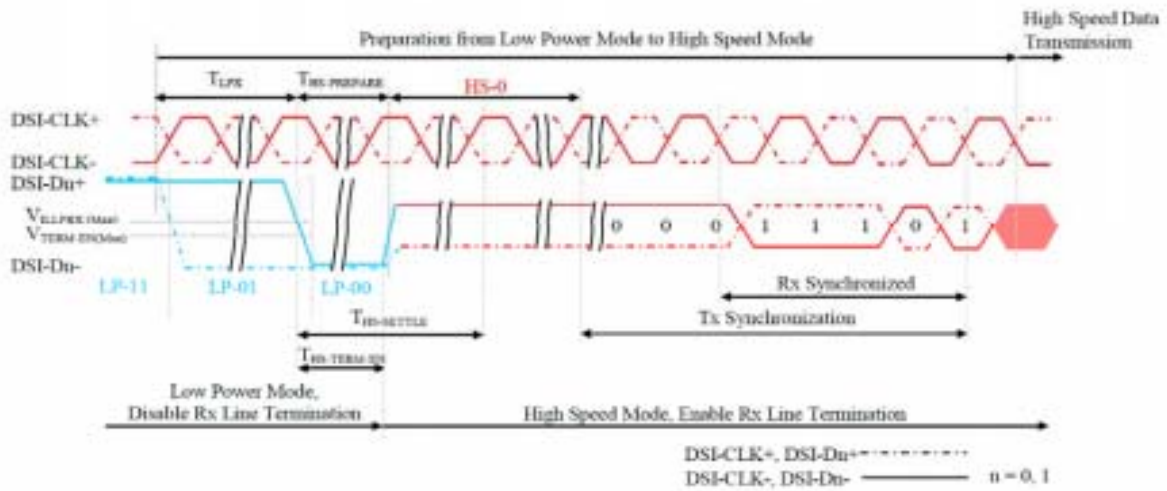 High Speed Data
Transmission
Preparation from Low Power Mode to High Speed Mode
TLPX
THS-PREPARE
HS-0
DSI-CLK+
DSI-CLK-
DSI-Dn+
VILLPRX (Max)
VTERM-EN(Max)
DSI-Dn-
0 0 0 1 1 1 0 1
LP-11
LP-01
LP-00
Rx Synchronized
THS-SETTLE
Tx Synchronization
THS-TERM-EN
Low Power Mode,
Disable Rx Line Termination
High Speed Mode, Enable Rx Line Termination
DSI-CLK+, DSI-Dn+
DSI-CLK-, DSI-Dn-
n = 0, 1